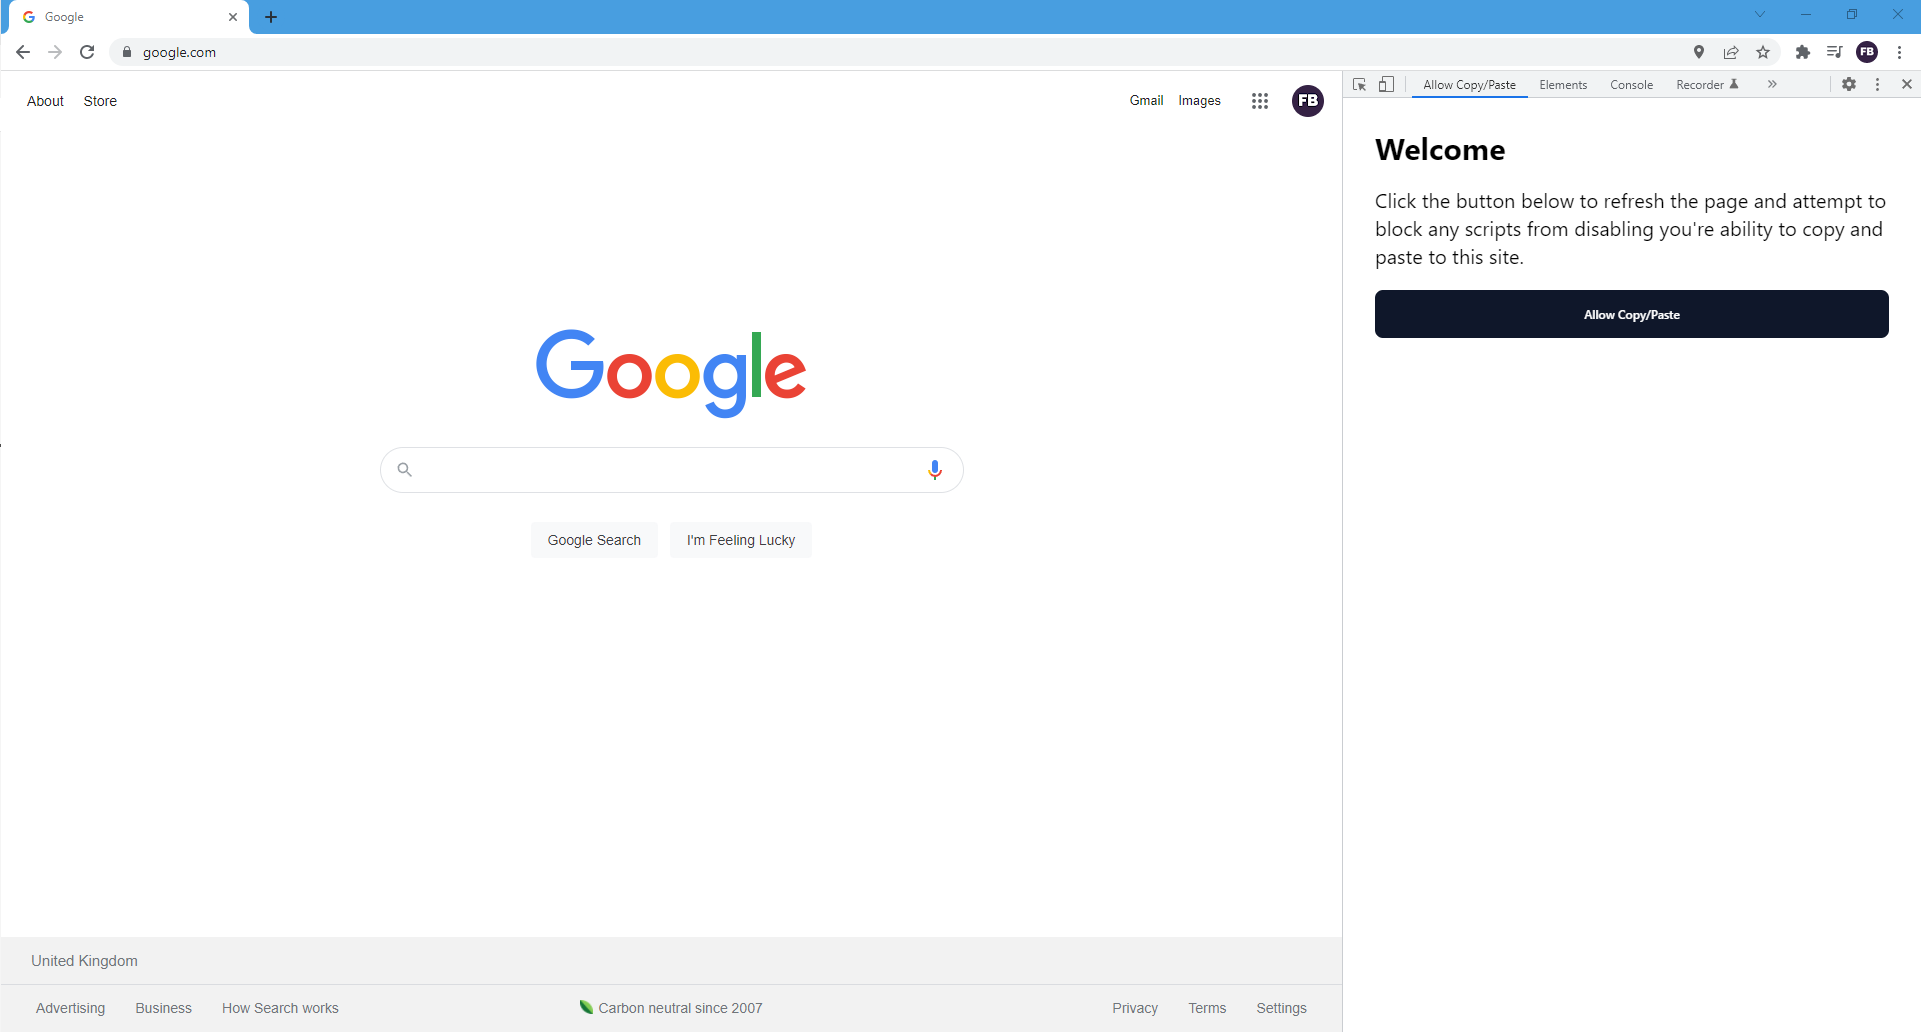 Google
google.com
FB
About Store
Gmail Images FB
Allow Copy/Paste Elements Console Recorder
Welcome
Click the button below to refresh the page and attempt to
block any scripts from disabling you're ability to copy and
paste to this site.
Allow Copy/Paste
Google
Google Search I'm Feeling Lucky
United Kingdom
Advertising Business How Search works Carbon neutral since 2007 Privacy Terms Settings